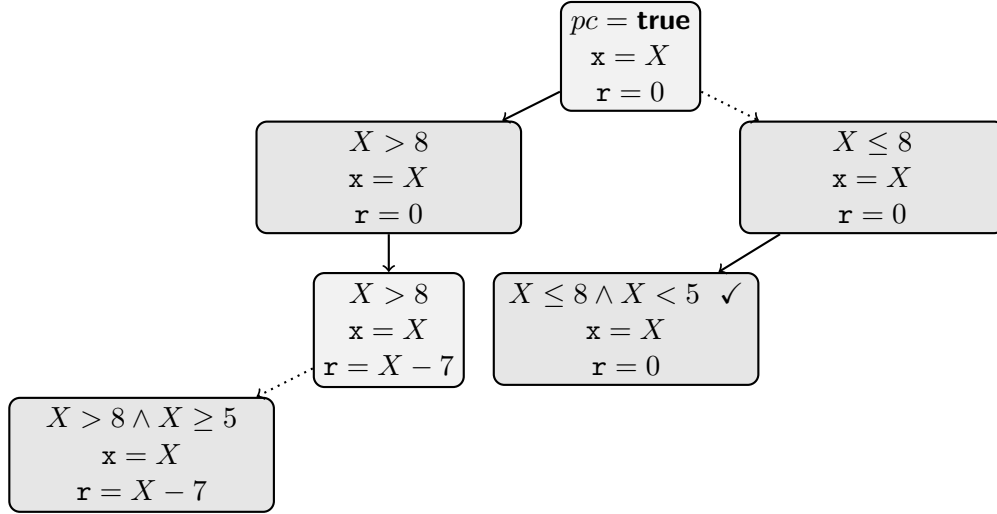 pc = true
x = X
r = 0
X > 8
x = X
r = 0
X ≤ 8
x = X
r = 0
X > 8
x = X
r = X − 7
X ≤ 8 ∧ X < 5 ✓
x = X
r = 0
X > 8 ∧ X ≥ 5
x = X
r = X − 7